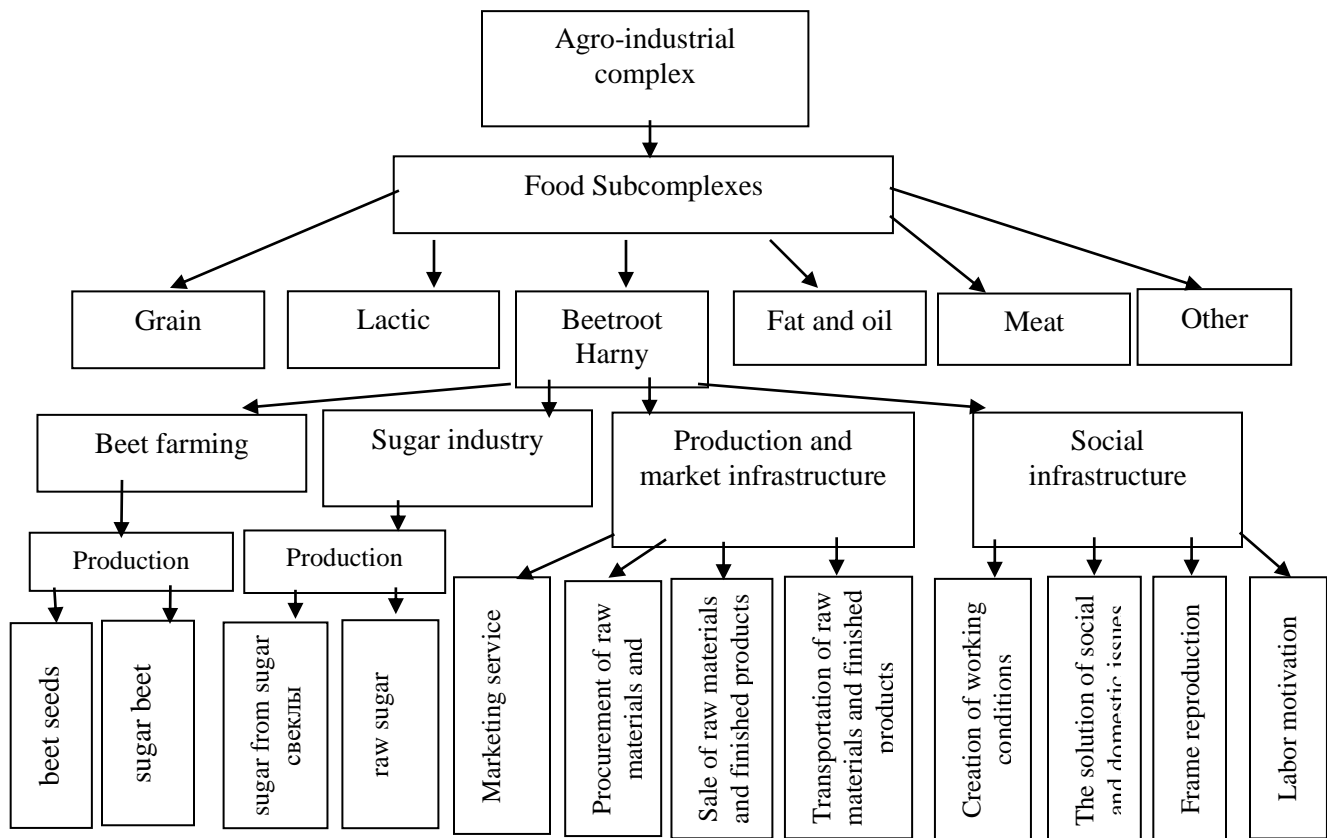 Agro-industrial
complex
Food Subcomplexes
Grain
Lactic
Beetroot
Harny
Fat and oil
Meat
Other
Beet farming
Sugar industry
Production and
market infrastructure
Social
infrastructure
Production
Production
beet seeds
sugar beet
sugar from sugar
свеклы
raw sugar
Marketing service
Procurement of raw
materials and
Sale of raw materials
and finished products
Transportation of raw
materials and finished
products
Creation of working
conditions
The solution of social
and domestic issues
Frame reproduction
Labor motivation